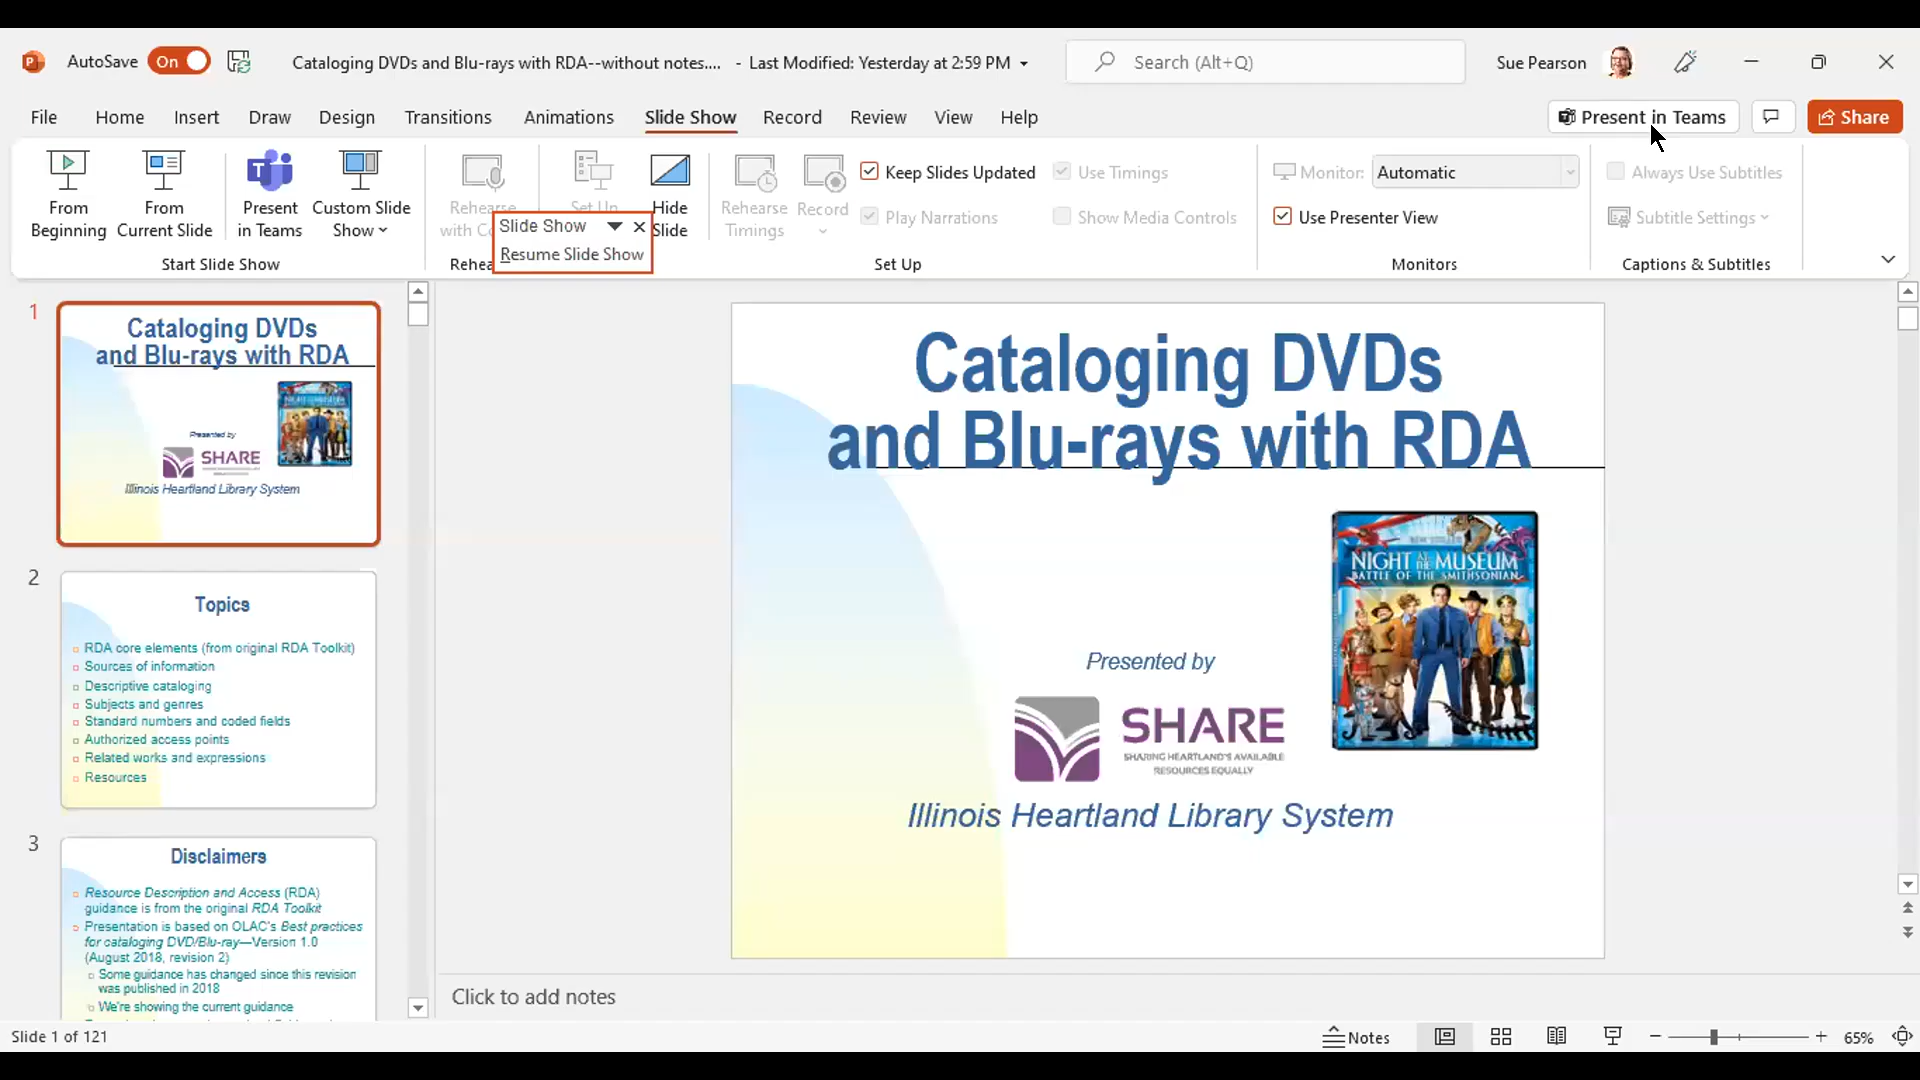 AutoSave On Cataloging DVDs and Blu-rays with RDA--without notes.... - Last Modified: Yesterday at 2:59 PM Search (Alt+Q) Sue Pearson
File Home Insert Draw Design Transitions Animations Slide Show Record Review View Help Present in Teams Share
From Beginning
From Current Slide
Present in Teams
Custom Slide Show
Rehearse with C
Set Up
Hide Slide
Rehearse Timings
Record
Keep Slides Updated
Play Narrations
Use Timings
Show Media Controls
Monitor: Automatic
Use Presenter View
Always Use Subtitles
Subtitle Settings
Slide Show
Resume Slide Show
Start Slide Show Rehea Set Up Monitors Captions & Subtitles
1
Cataloging DVDs
and Blu-rays with RDA
Presented by
SHARE
Illinois Heartland Library System
2
Topics
RDA core elements (from original RDA Toolkit)
Sources of information
Descriptive cataloging
Subjects and genres
Standard numbers and coded fields
Authorized access points
Related works and expressions
Resources
3
Disclaimers
Resource Description and Access (RDA)
guidance is from the original RDA Toolkit
Presentation is based on OLAC's Best practices
for cataloging DVD/Blu-ray—Version 1.0
(August 2018, revision 2)
Some guidance has changed since this revision
was published in 2018
We're showing the current guidance
Cataloging DVDs
and Blu-rays with RDA
NIGHT AT THE MUSEUM
BATTLE OF THE SMITHSONIAN
Presented by
SHARE
SHARING HEARTLAND'S AVAILABLE
RESOURCES EQUALLY
Illinois Heartland Library System
Click to add notes
Slide 1 of 121 Notes 65%